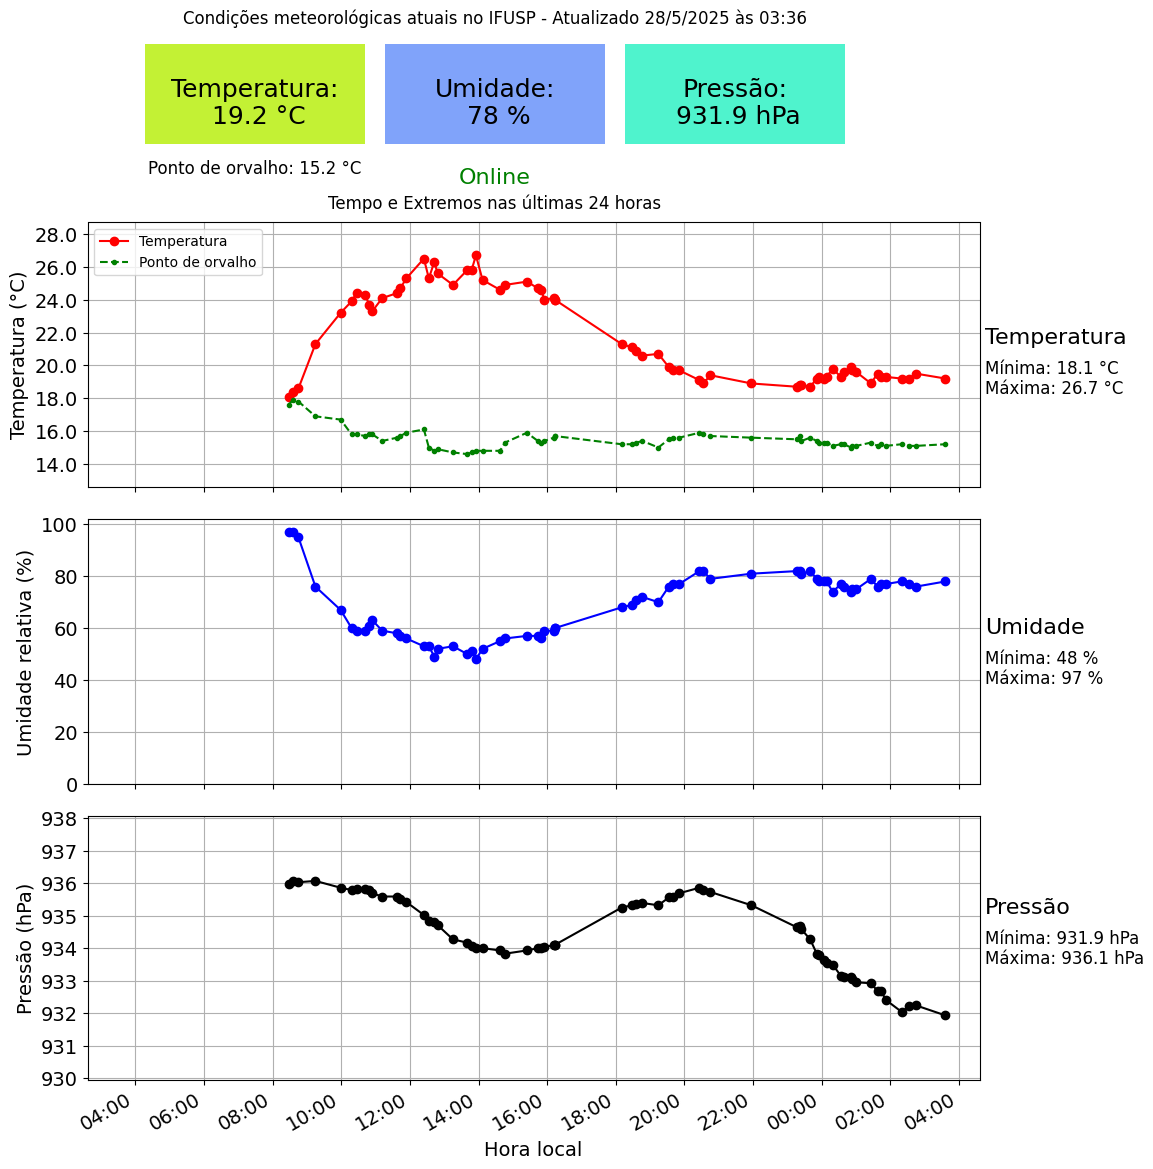 Condições meteorológicas atuais no IFUSP - Atualizado 28/5/2025 às 03:36
Temperatura:
19.2 °C
Umidade:
78 %
Pressão:
931.9 hPa
Ponto de orvalho: 15.2 °C
Online
Tempo e Extremos nas últimas 24 horas
Temperatura (°C)
28.0
26.0
24.0
22.0
20.0
18.0
16.0
14.0
Temperatura
Ponto de orvalho
Temperatura
Mínima: 18.1 °C
Máxima: 26.7 °C
Umidade relativa (%)
100
80
60
40
20
0
Umidade
Mínima: 48 %
Máxima: 97 %
Pressão (hPa)
938
937
936
935
934
933
932
931
930
Pressão
Mínima: 931.9 hPa
Máxima: 936.1 hPa
04:00 06:00 08:00 10:00 12:00 14:00 16:00 18:00 20:00 22:00 00:00 02:00 04:00
Hora local